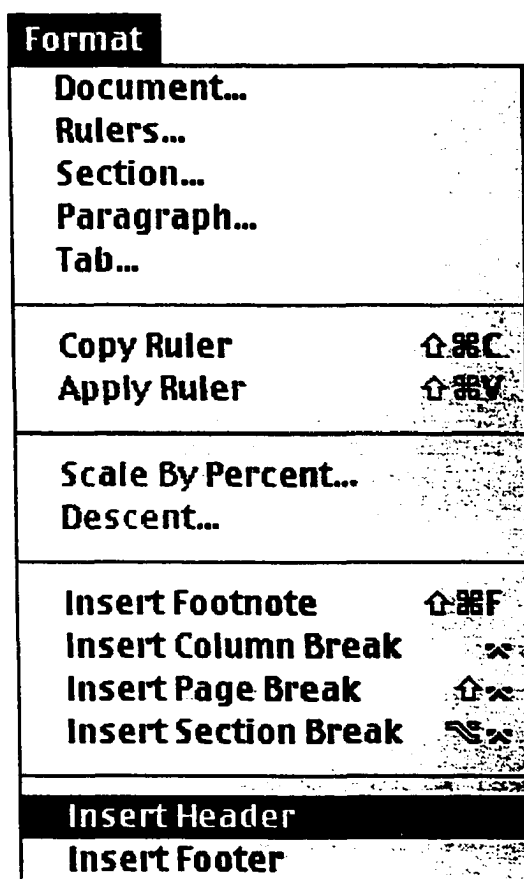 Format
Document...
Rulers...
Section...
Paragraph...
Tab...
Copy Ruler ⇧⌘C
Apply Ruler ⇧⌘V
Scale By Percent...
Descent...
Insert Footnote ⇧⌘F
Insert Column Break ⌤
Insert Page Break ⇧⌤
Insert Section Break ⌥⌤
Insert Header
Insert Footer